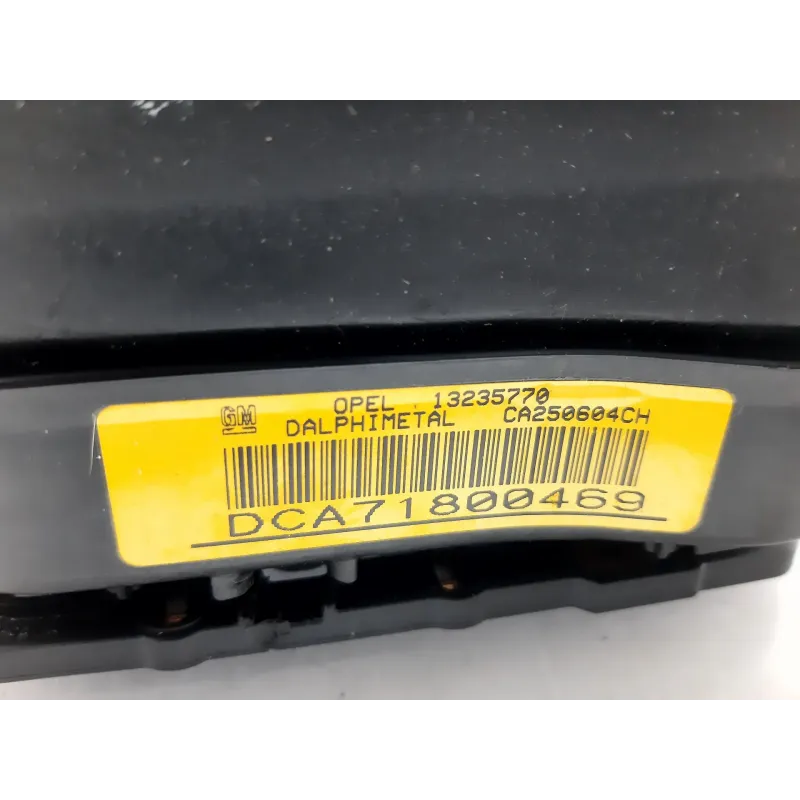 GM OPEL 13235770
DALPHIMETAL CA250604CH
DCA71800469